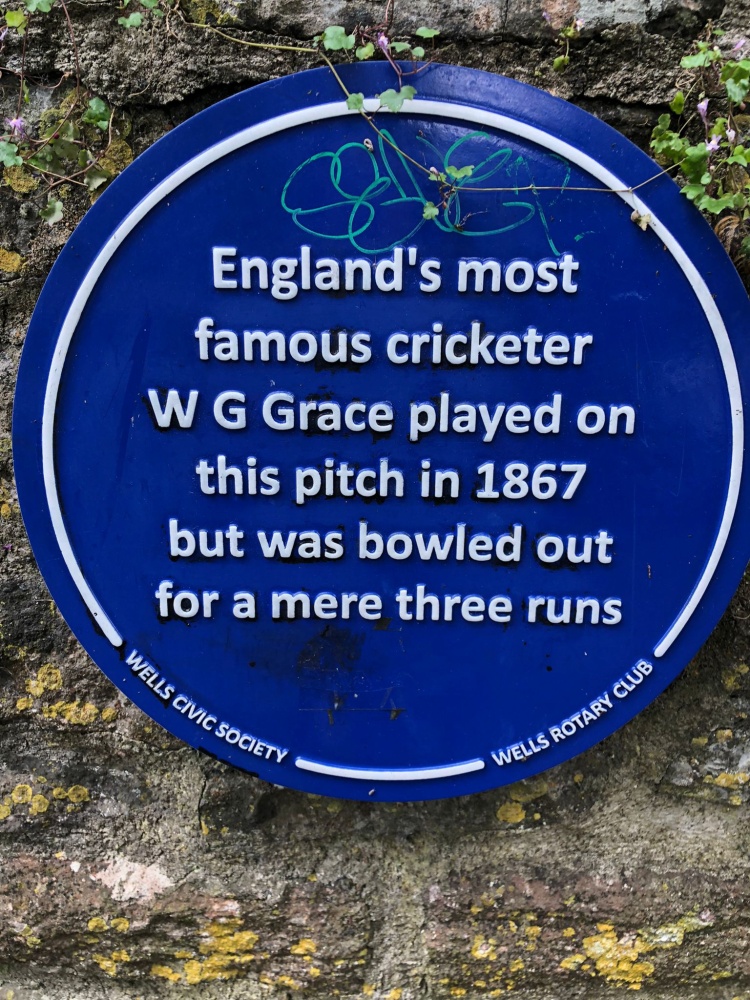 England's most
famous cricketer
W G Grace played on
this pitch in 1867
but was bowled out
for a mere three runs
WELLS CIVIC SOCIETY
WELLS ROTARY CLUB